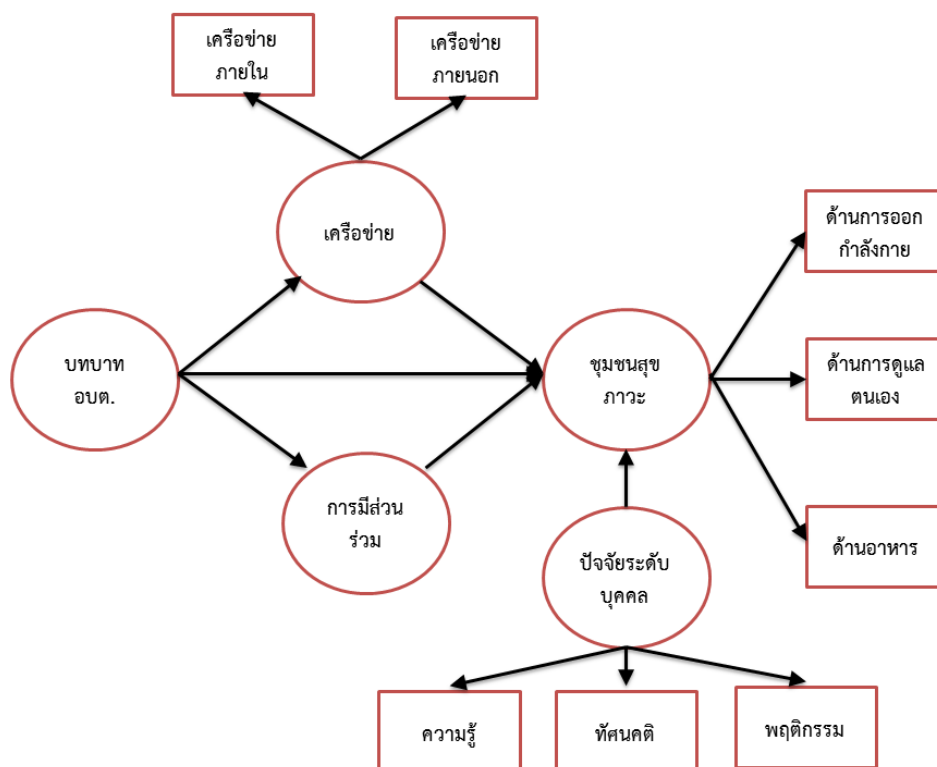 เครือข่าย
ภายใน
เครือข่าย
ภายนอก
เครือข่าย
ด้านการออก
กำลังกาย
บทบาท
อบต.
ชุมชนสุข
ภาวะ
ด้านการดูแล
ตนเอง
การมีส่วน
ร่วม
ปัจจัยระดับ
บุคคล
ด้านอาหาร
ความรู้
ทัศนคติ
พฤติกรรม